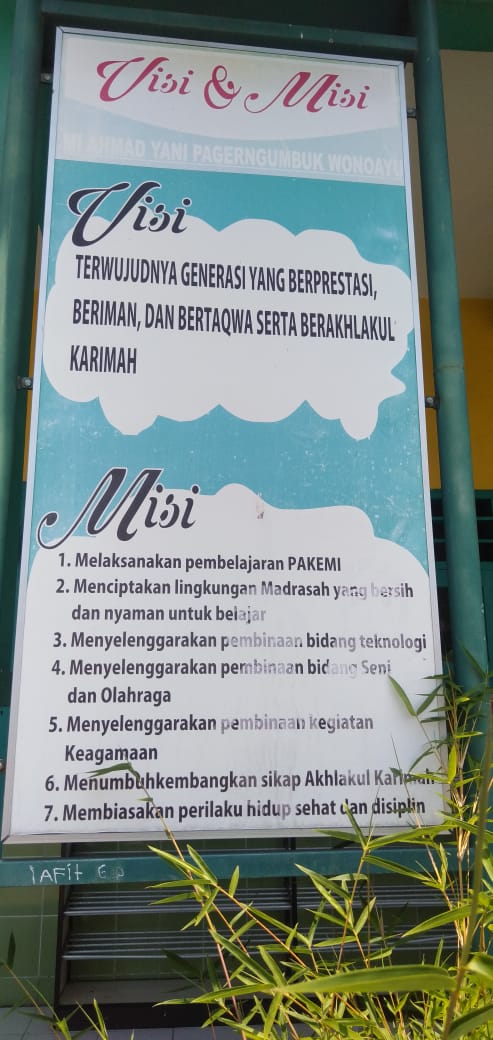 Visi & Misi
MI AHMAD YANI PAGERNGUMBUK WONOAYU
Visi
TERWUJUDNYA GENERASI YANG BERPRESTASI,
BERIMAN, DAN BERTAQWA SERTA BERAKHLAKUL
KARIMAH
Misi
1. Melaksanakan pembelajaran PAKEMI
2. Menciptakan lingkungan Madrasah yang bersih
dan nyaman untuk belajar
3. Menyelenggarakan pembinaan bidang teknologi
4. Menyelenggarakan pembinaan bidang Seni
dan Olahraga
5. Menyelenggarakan pembinaan kegiatan
Keagamaan
6. Menumbuhkembangkan sikap Akhlakul Karimah
7. Membiasakan perilaku hidup sehat dan disiplin